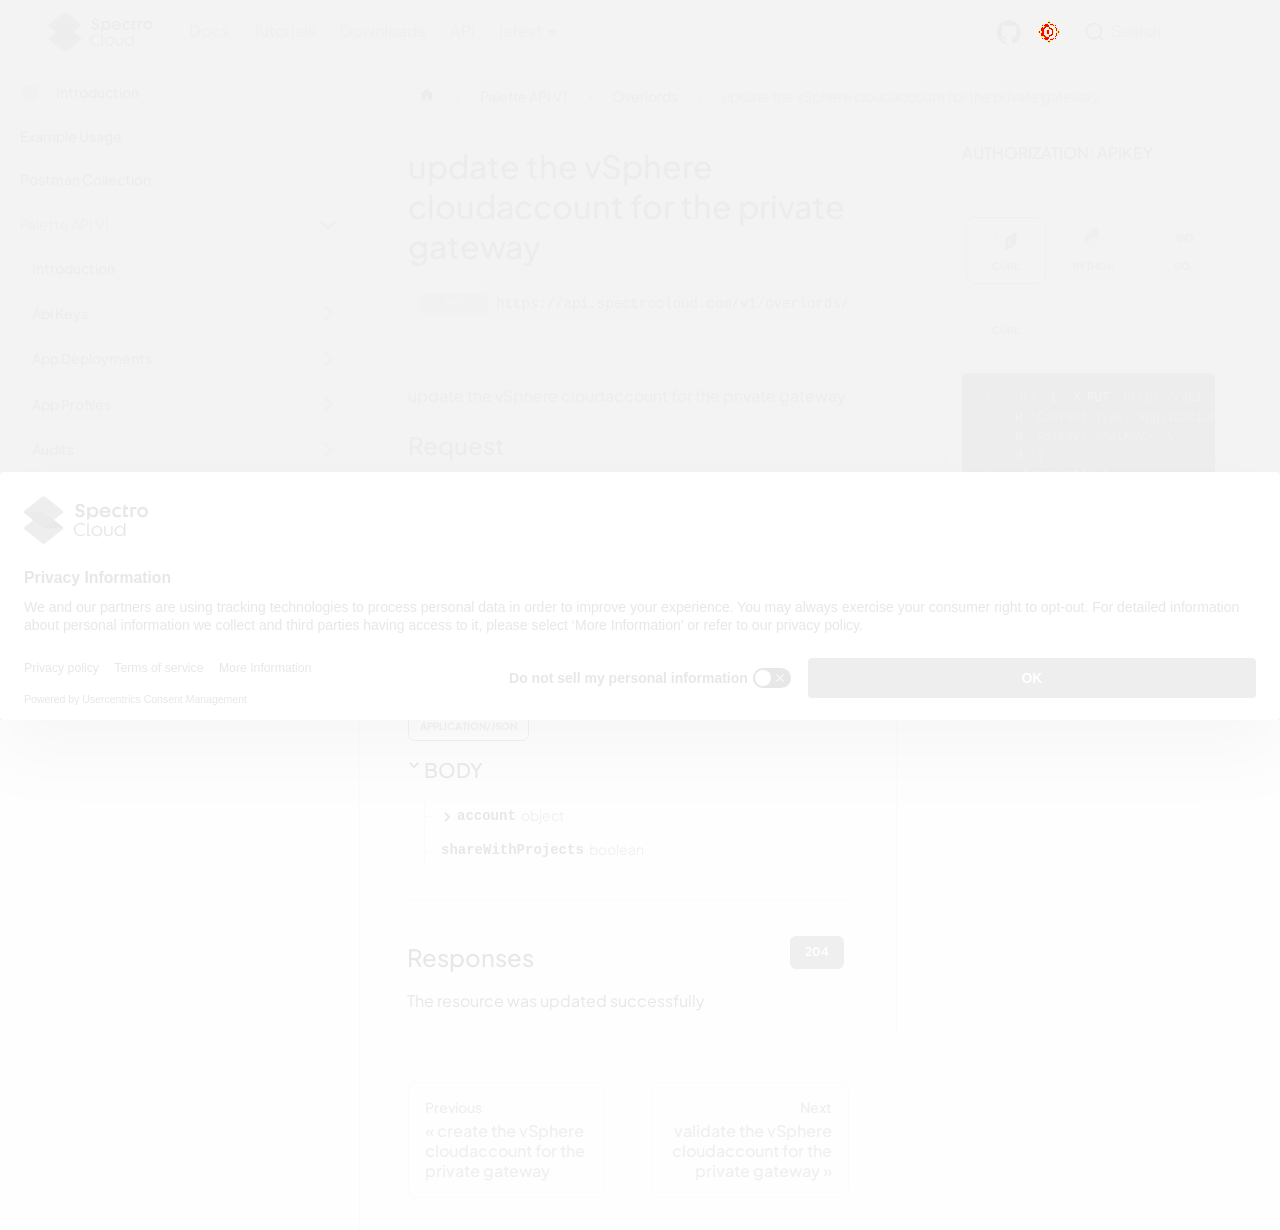 Spectro
Cloud
Docs
Tutorials
Downloads
API
latest
Search
Introduction
Example Usage
Postman Collection
Palette API V1
Introduction
Api Keys
App Deployments
App Profiles
Audits
Palette API V1
Overlords
update the vSphere cloudaccount for the private gateway
update the vSphere
cloudaccount for the private
gateway
https://api.spectrocloud.com/v1/overlords/
update the vSphere cloudaccount for the private gateway
Request
AUTHORIZATION: APIKEY
CURL
PYTHON
GO
CURL
Spectro
Cloud
Privacy Information
We and our partners are using tracking technologies to process personal data in order to improve your experience. You may always exercise your consumer right to opt-out. For detailed information
about personal information we collect and third parties having access to it, please select ‘More Information’ or refer to our privacy policy.
Privacy policy
Terms of service
More Information
Do not sell my personal information
OK
Powered by Usercentrics Consent Management
APPLICATION/JSON
BODY
account object
shareWithProjects boolean
Responses
204
The resource was updated successfully
Previous
« create the vSphere
cloudaccount for the
private gateway
Next
validate the vSphere
cloudaccount for the
private gateway »